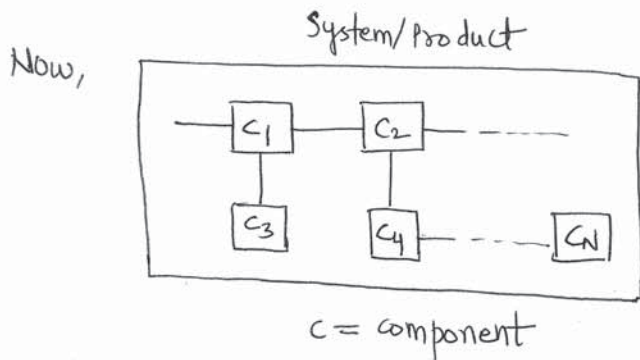 System/Product
Now,
C1 C2
C3 C4 CN
C = component